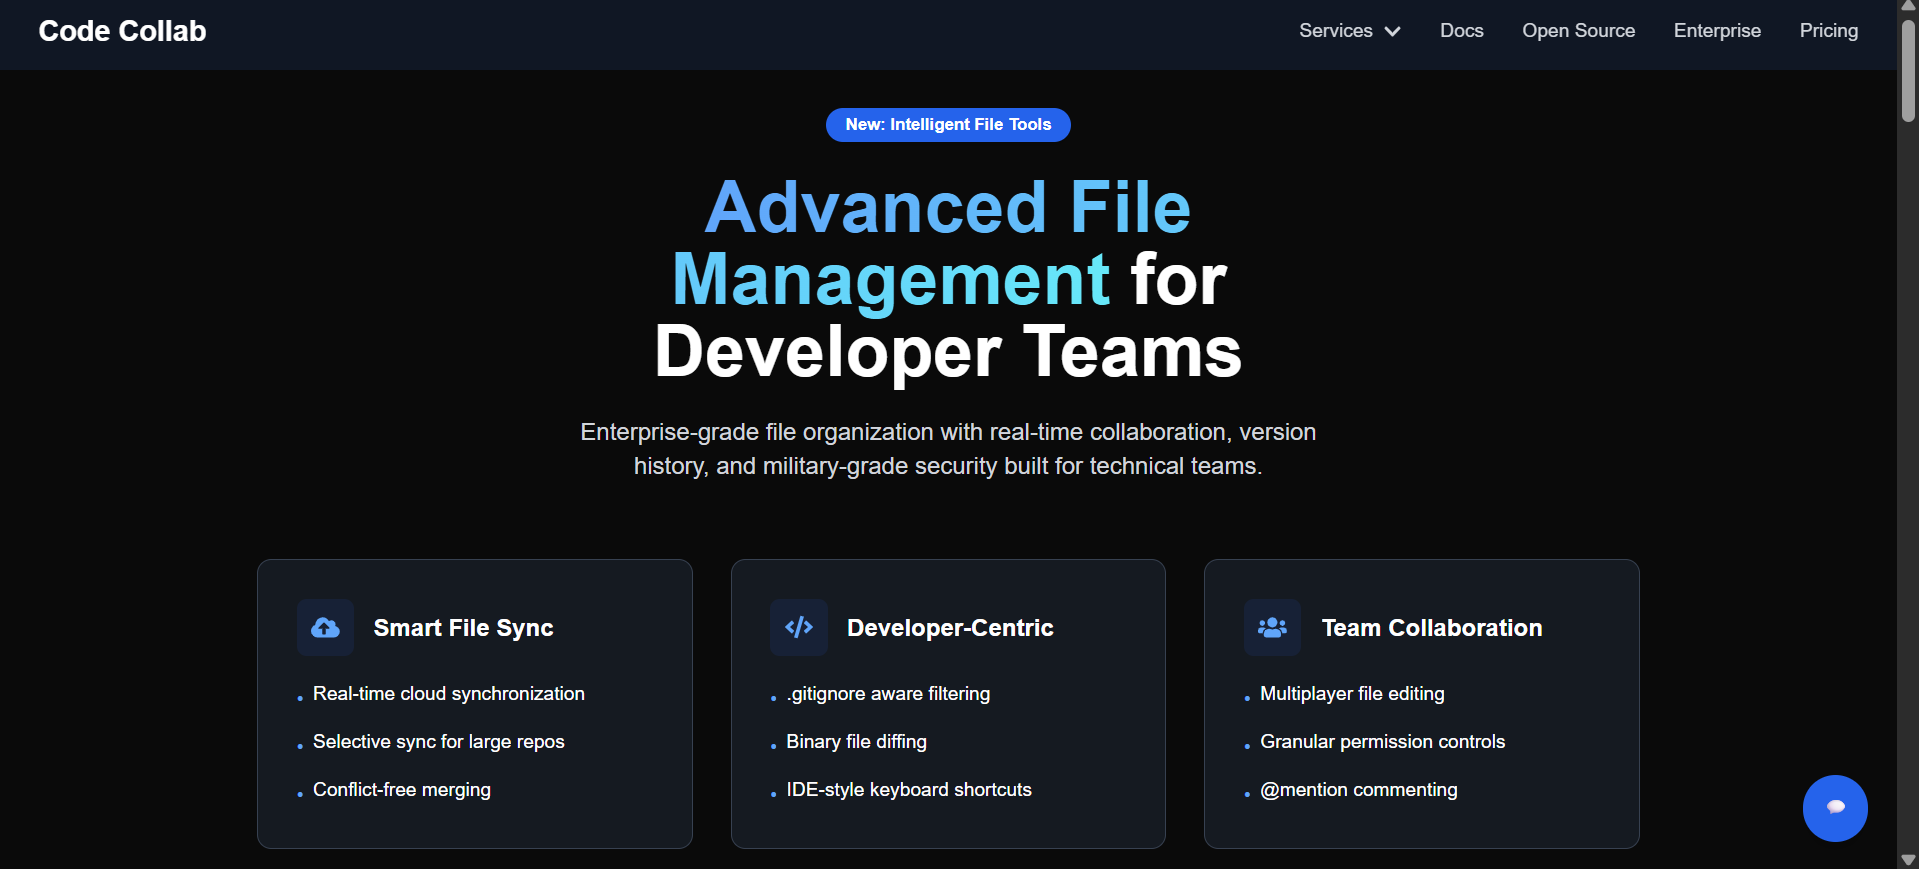 Code Collab
Services
Docs
Open Source
Enterprise
Pricing
New: Intelligent File Tools
Advanced File
Management for
Developer Teams
Enterprise-grade file organization with real-time collaboration, version
history, and military-grade security built for technical teams.
Smart File Sync
Real-time cloud synchronization
Selective sync for large repos
Conflict-free merging
Developer-Centric
.gitignore aware filtering
Binary file diffing
IDE-style keyboard shortcuts
Team Collaboration
Multiplayer file editing
Granular permission controls
@mention commenting